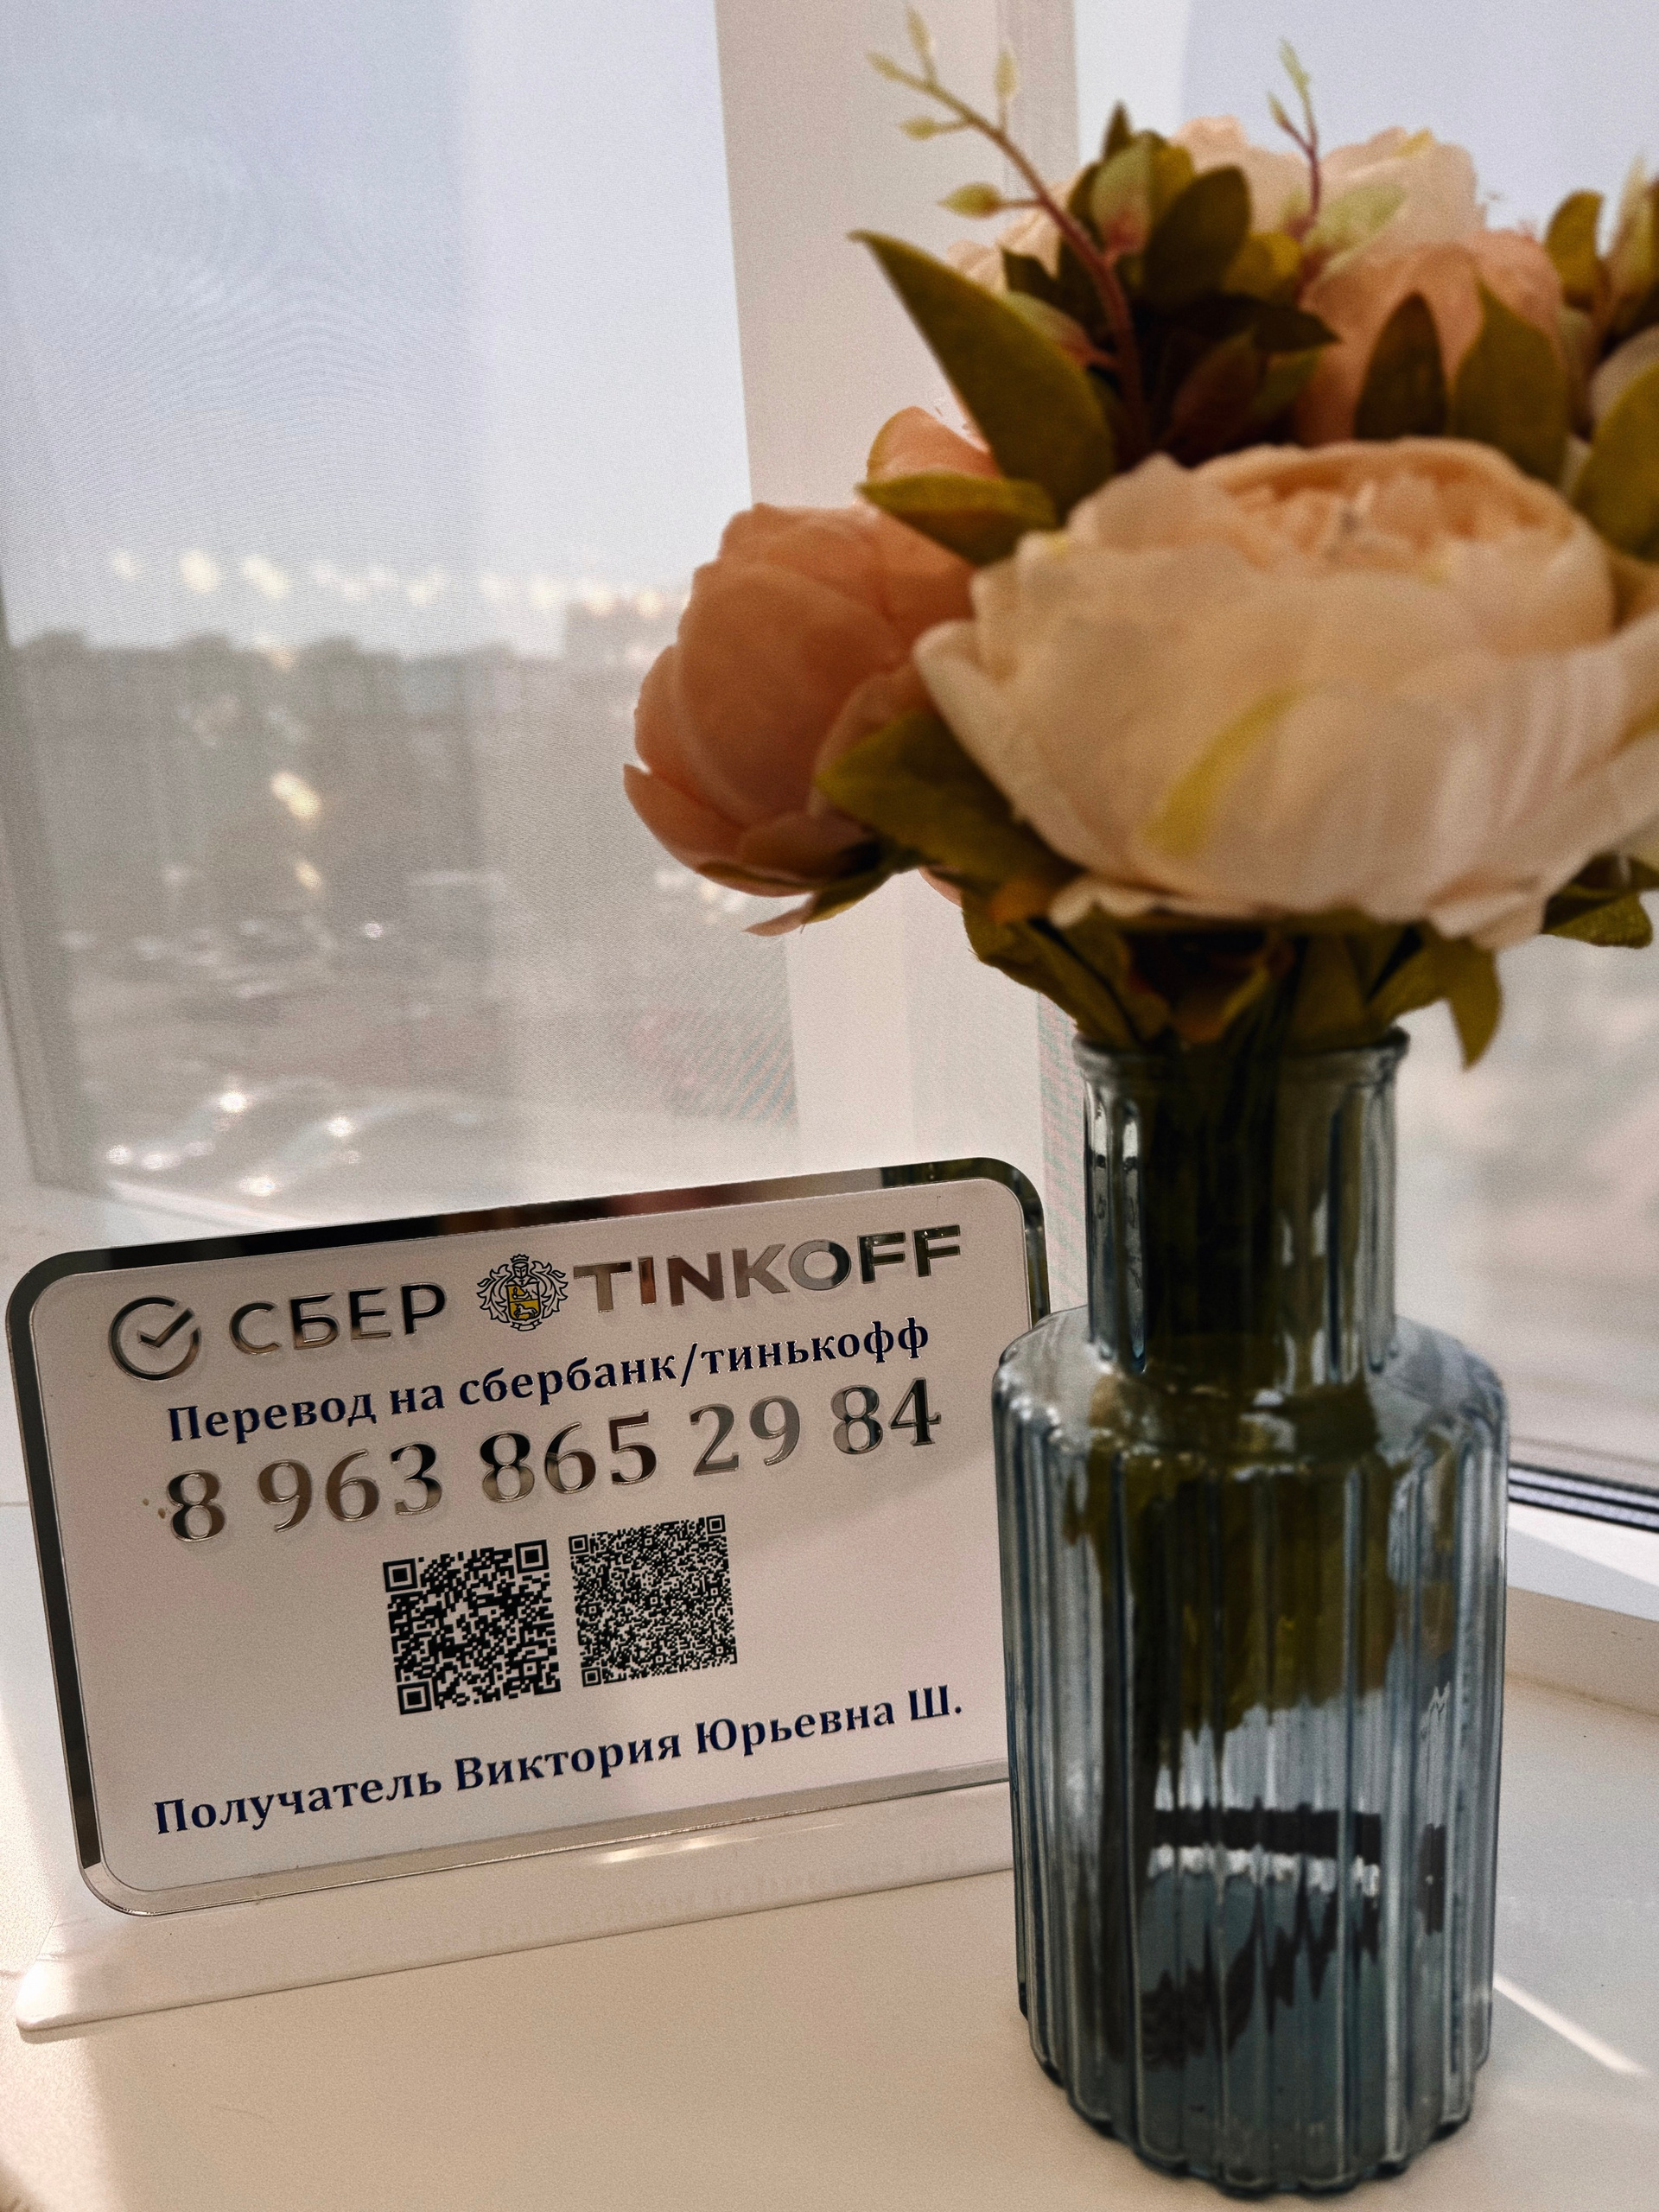 СБЕР TINKOFF
Перевод на сбербанк/тинькофф
8 963 865 29 84
Получатель Виктория Юрьевна Ш.